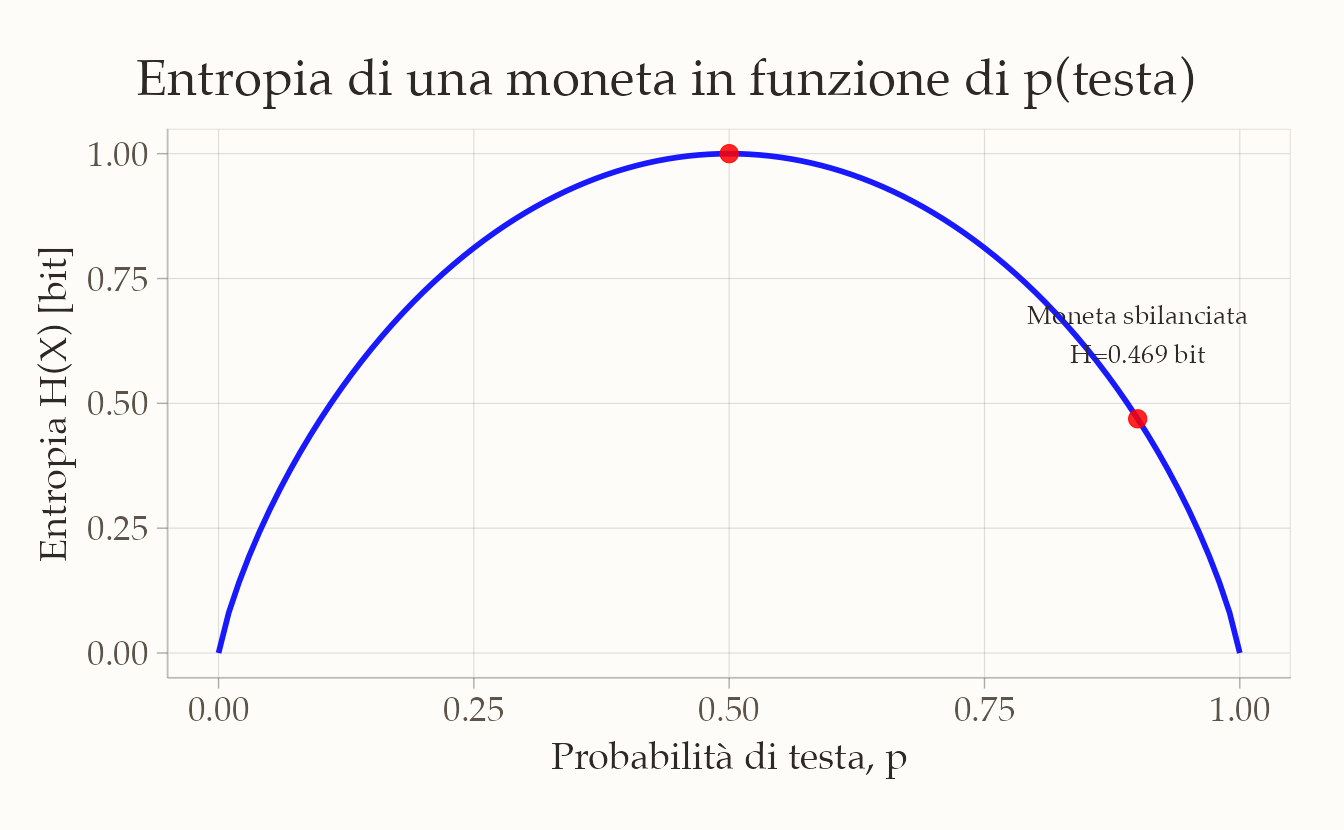 Entropia di una moneta in funzione di p(testa)
Entropia H(X) [bit]
1.00
0.75
0.50
0.25
0.00
Moneta sbilanciata
H=0.469 bit
0.00 0.25 0.50 0.75 1.00
Probabilità di testa, p